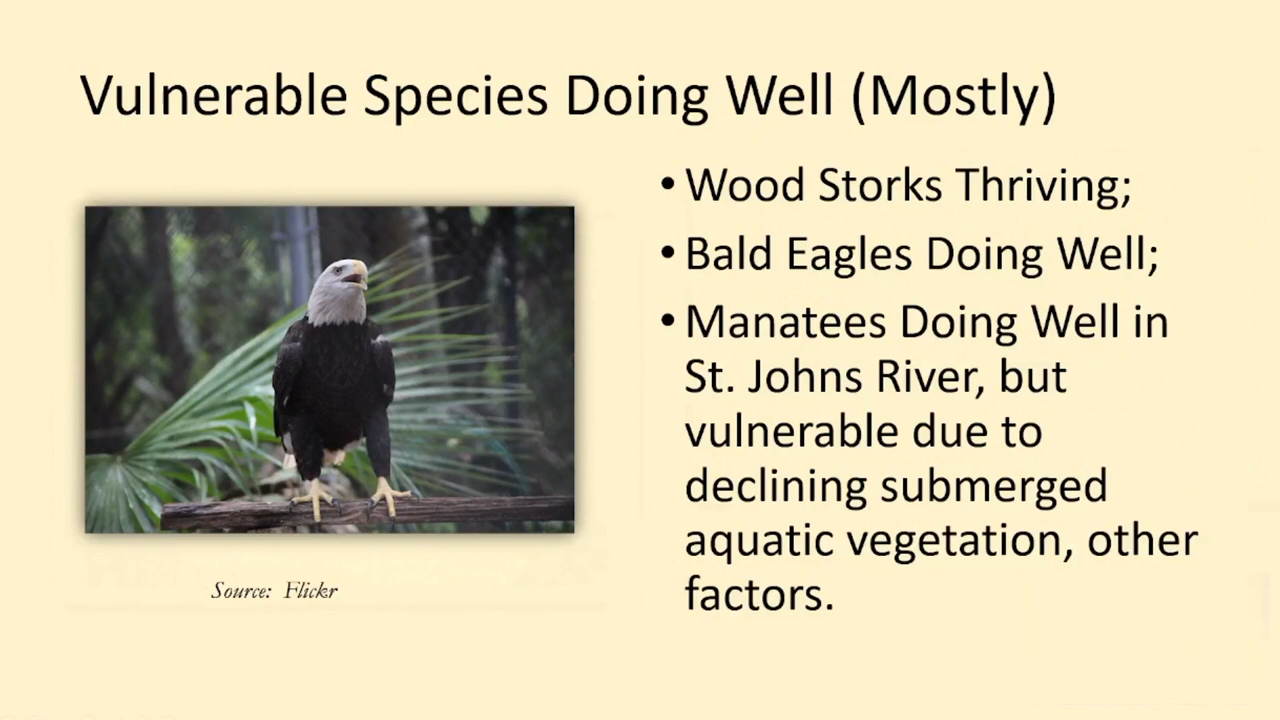 Vulnerable Species Doing Well (Mostly)
• Wood Storks Thriving;
• Bald Eagles Doing Well;
• Manatees Doing Well in
St. Johns River, but
vulnerable due to
declining submerged
aquatic vegetation, other
factors.
Source: Flickr